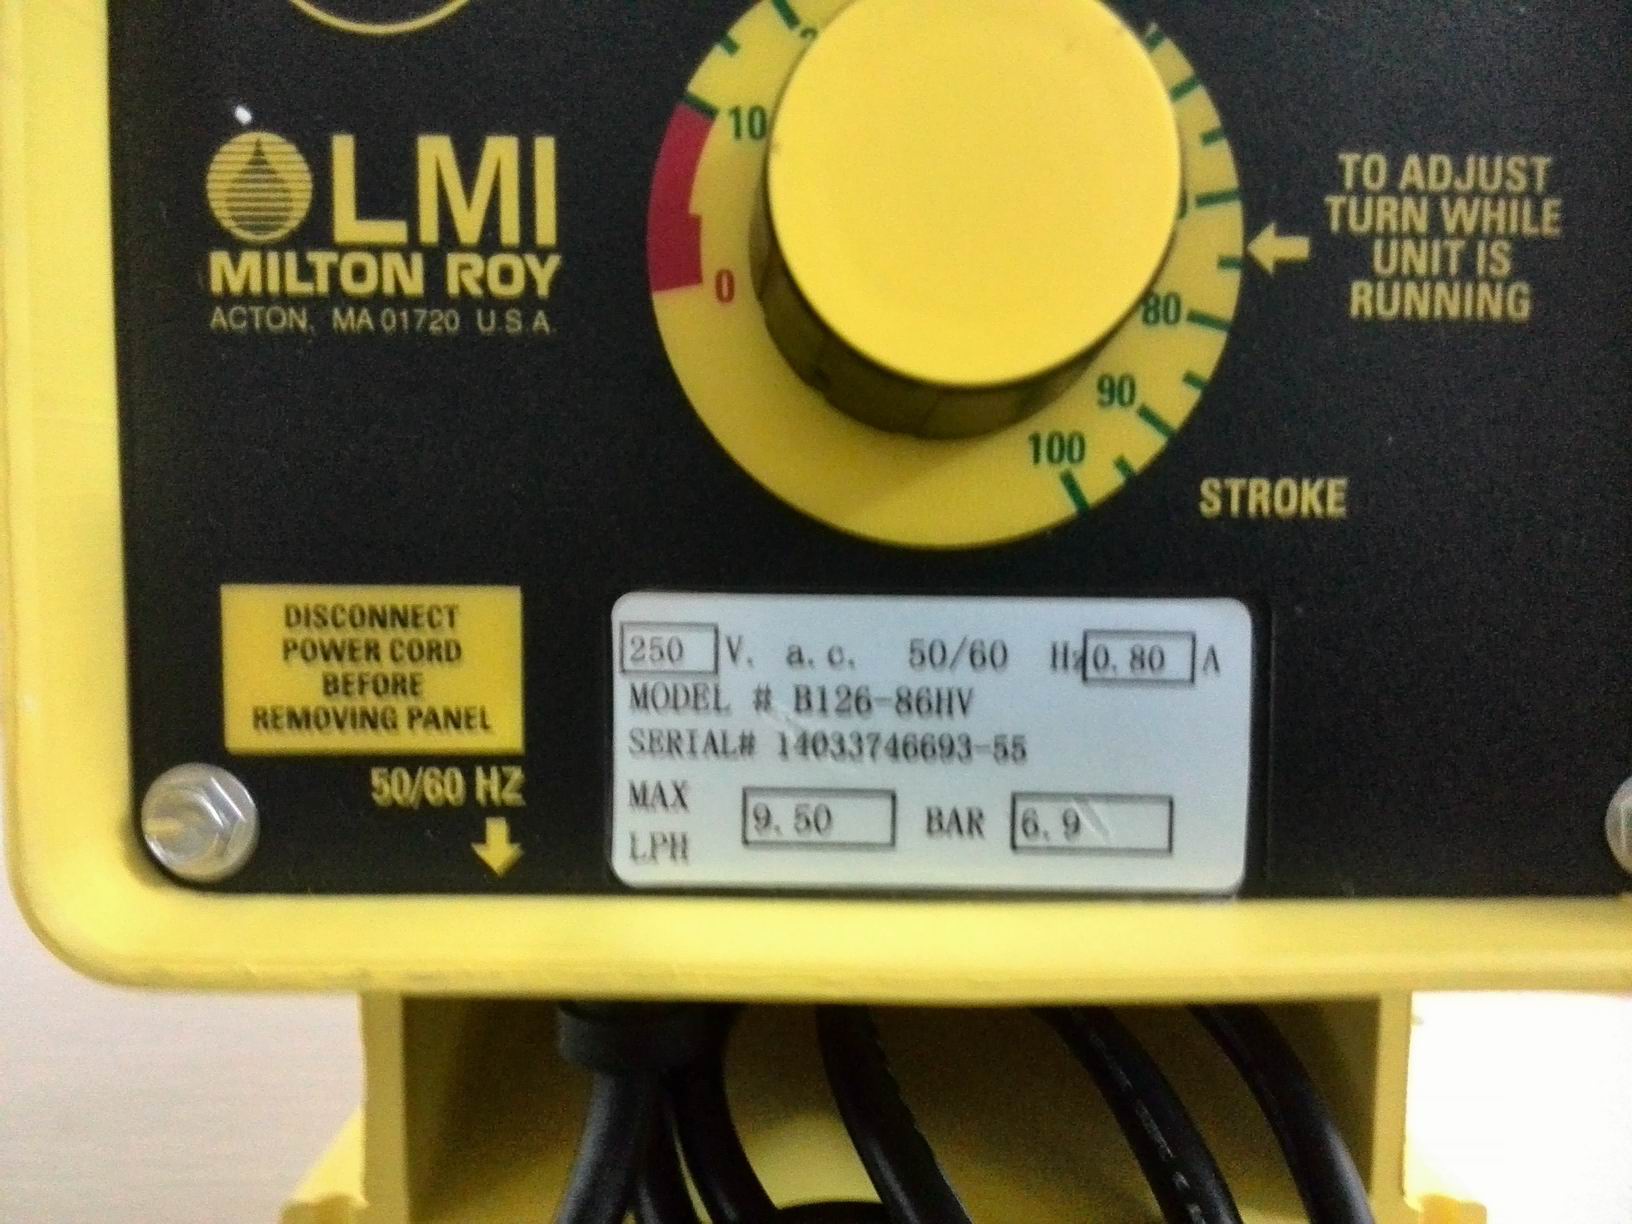 10
0
80
90
100
LMI
MILTON ROY
ACTON, MA 01720 U.S.A.
TO ADJUST
TURN WHILE
UNIT IS
RUNNING
STROKE
DISCONNECT
POWER CORD
BEFORE
REMOVING PANEL
50/60 HZ
250 V. a.c. 50/60 Hz 0.80 A
MODEL # B126-86HV
SERIAL# 14033746693-55
MAX
LPH 9.50 BAR 6.9